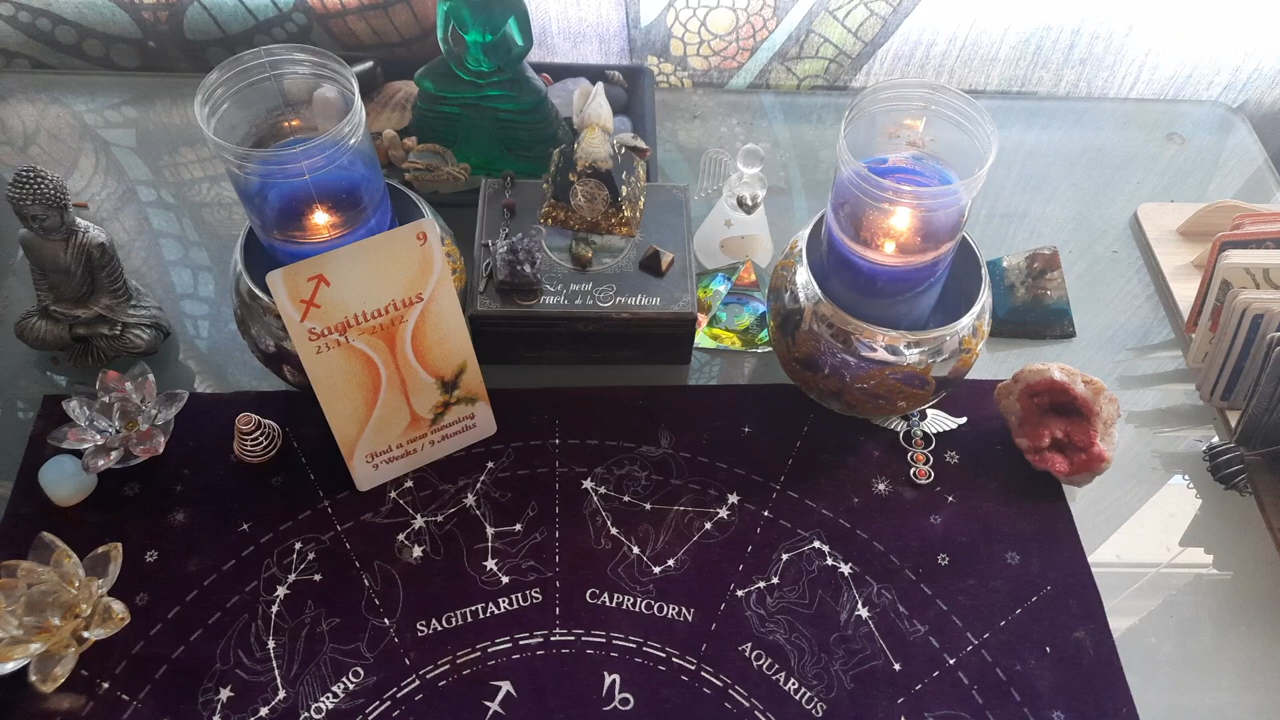 9
Sagittarius
23.11. - 21.12.
Find a new meaning
9 Weeks / 9 Months
Le petit
Oracle de la Création
SAGITTARIUS
CAPRICORN
AQUARIUS
CORPIO